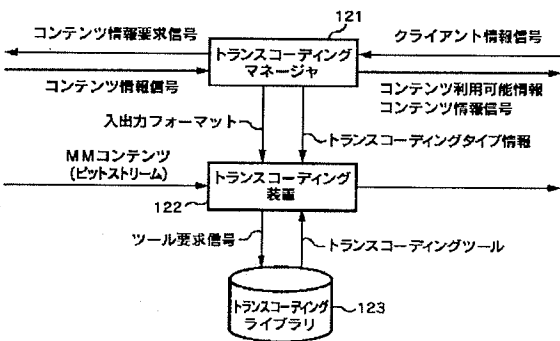 121
コンテンツ情報要求信号
クライアント情報信号
トランスコーディング
マネージャ
コンテンツ情報信号
コンテンツ利用可能情報
コンテンツ情報信号
入出力フォーマット
トランスコーディングタイプ情報
MMコンテンツ
(ビットストリーム)
トランスコーディング
装置
122
ツール要求信号
トランスコーディングツール
トランスコーディング
ライブラリ
123